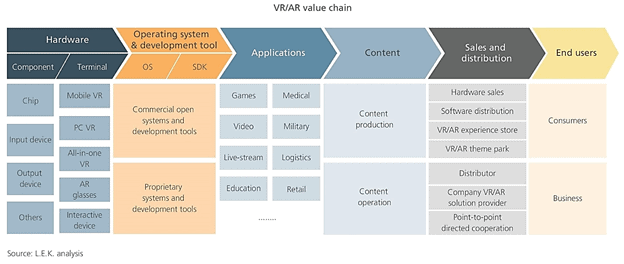 VR/AR value chain
Hardware
Component
Terminal
Operating system
& development tool
OS
SDK
Applications
Content
Sales and
distribution
End users
Chip
Input device
Output
device
Others
Mobile VR
PC VR
All-in-one
VR
AR
glasses
Interactive
device
Commercial open
systems and
development tools
Proprietary
systems and
development tools
Games
Medical
Video
Military
Live-stream
Logistics
Education
Retail
........
Content
production
Content
operation
Hardware sales
Software distribution
VR/AR experience store
VR/AR theme park
Distributor
Company VR/AR
solution provider
Point-to-point
directed cooperation
Consumers
Business
Source: L.E.K. analysis